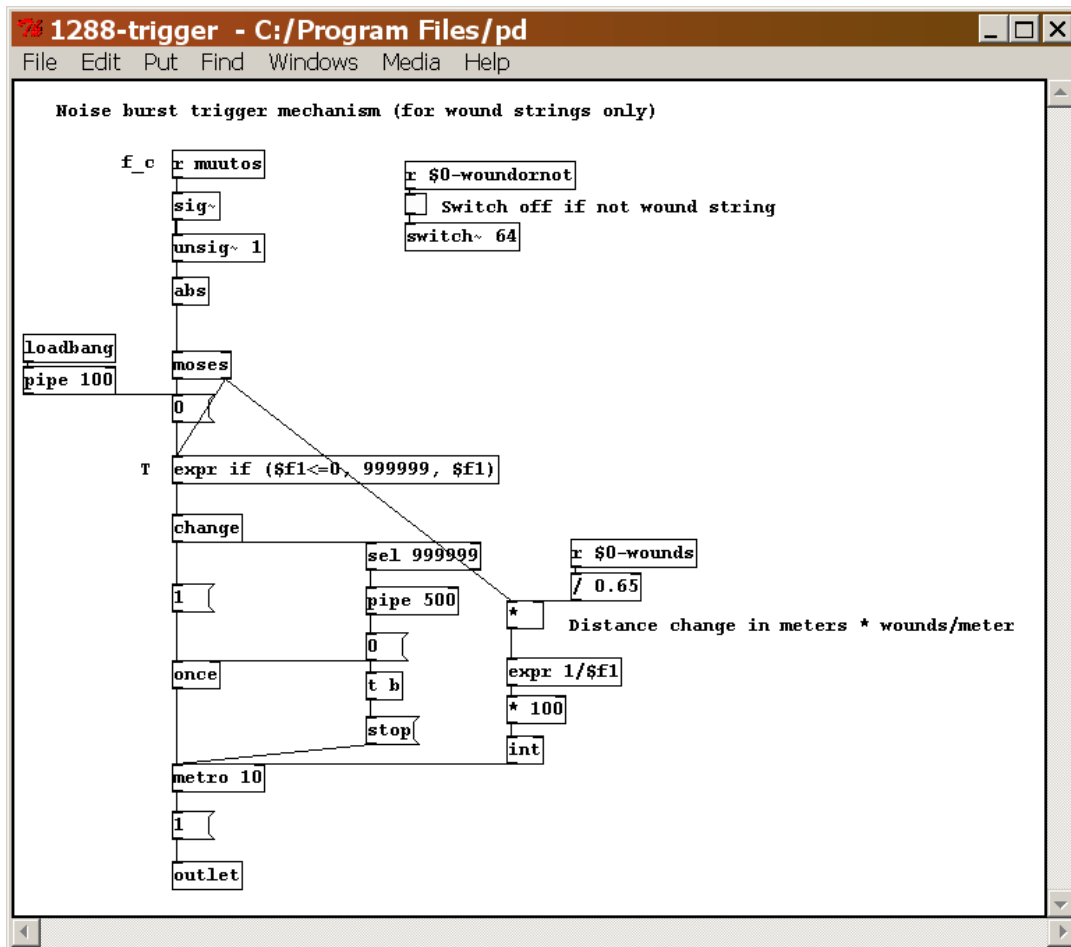 1288-trigger - C:/Program Files/pd
File Edit Put Find Windows Media Help
Noise burst trigger mechanism (for wound strings only)
f_c
r muutos
r $0-woundornot
sig~
Switch off if not wound string
unsig~ 1
switch~ 64
abs
loadbang
moses
pipe 100
0
T
expr if ($f1<=0, 999999, $f1)
change
sel 999999
r $0-wounds
/ 0.65
1
pipe 500
*
Distance change in meters * wounds/meter
0
once
t b
expr 1/$f1
* 100
stop
int
metro 10
1
outlet